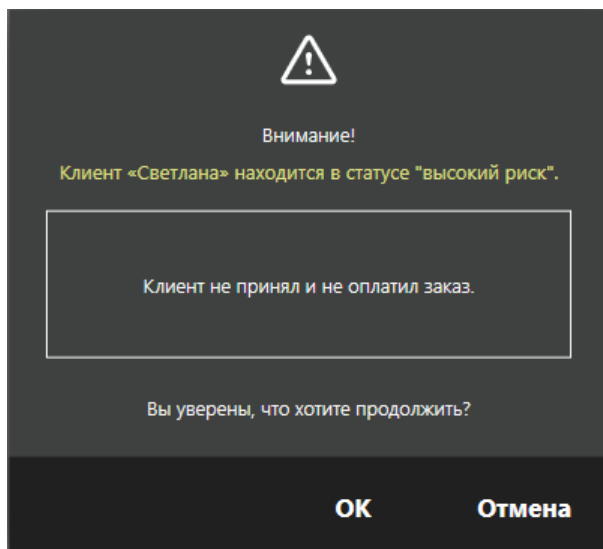 Внимание!
Клиент «Светлана» находится в статусе "высокий риск".
Клиент не принял и не оплатил заказ.
Вы уверены, что хотите продолжить?
ОК Отмена